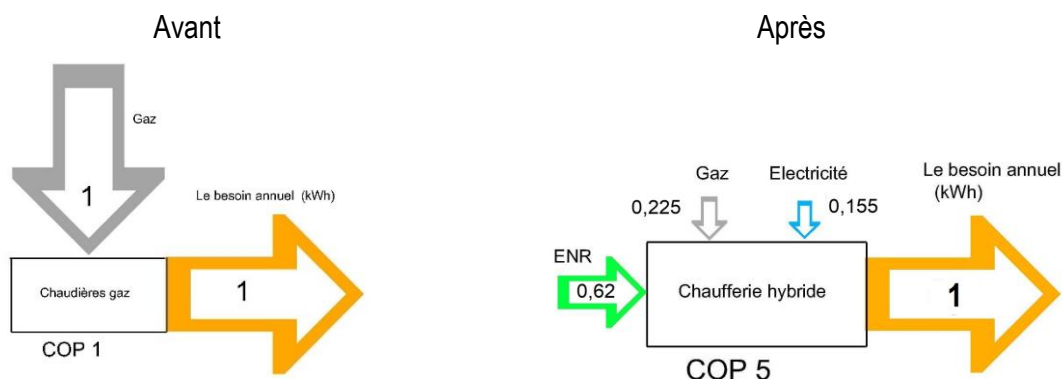 Avant
Gaz
1
Le besoin annuel (kWh)
1
Chaudières gaz
COP 1
Après
Gaz
Electricité
Le besoin annuel
(kWh)
0,225
0,155
ENR
0,62
Chaufferie hybride
1
COP 5